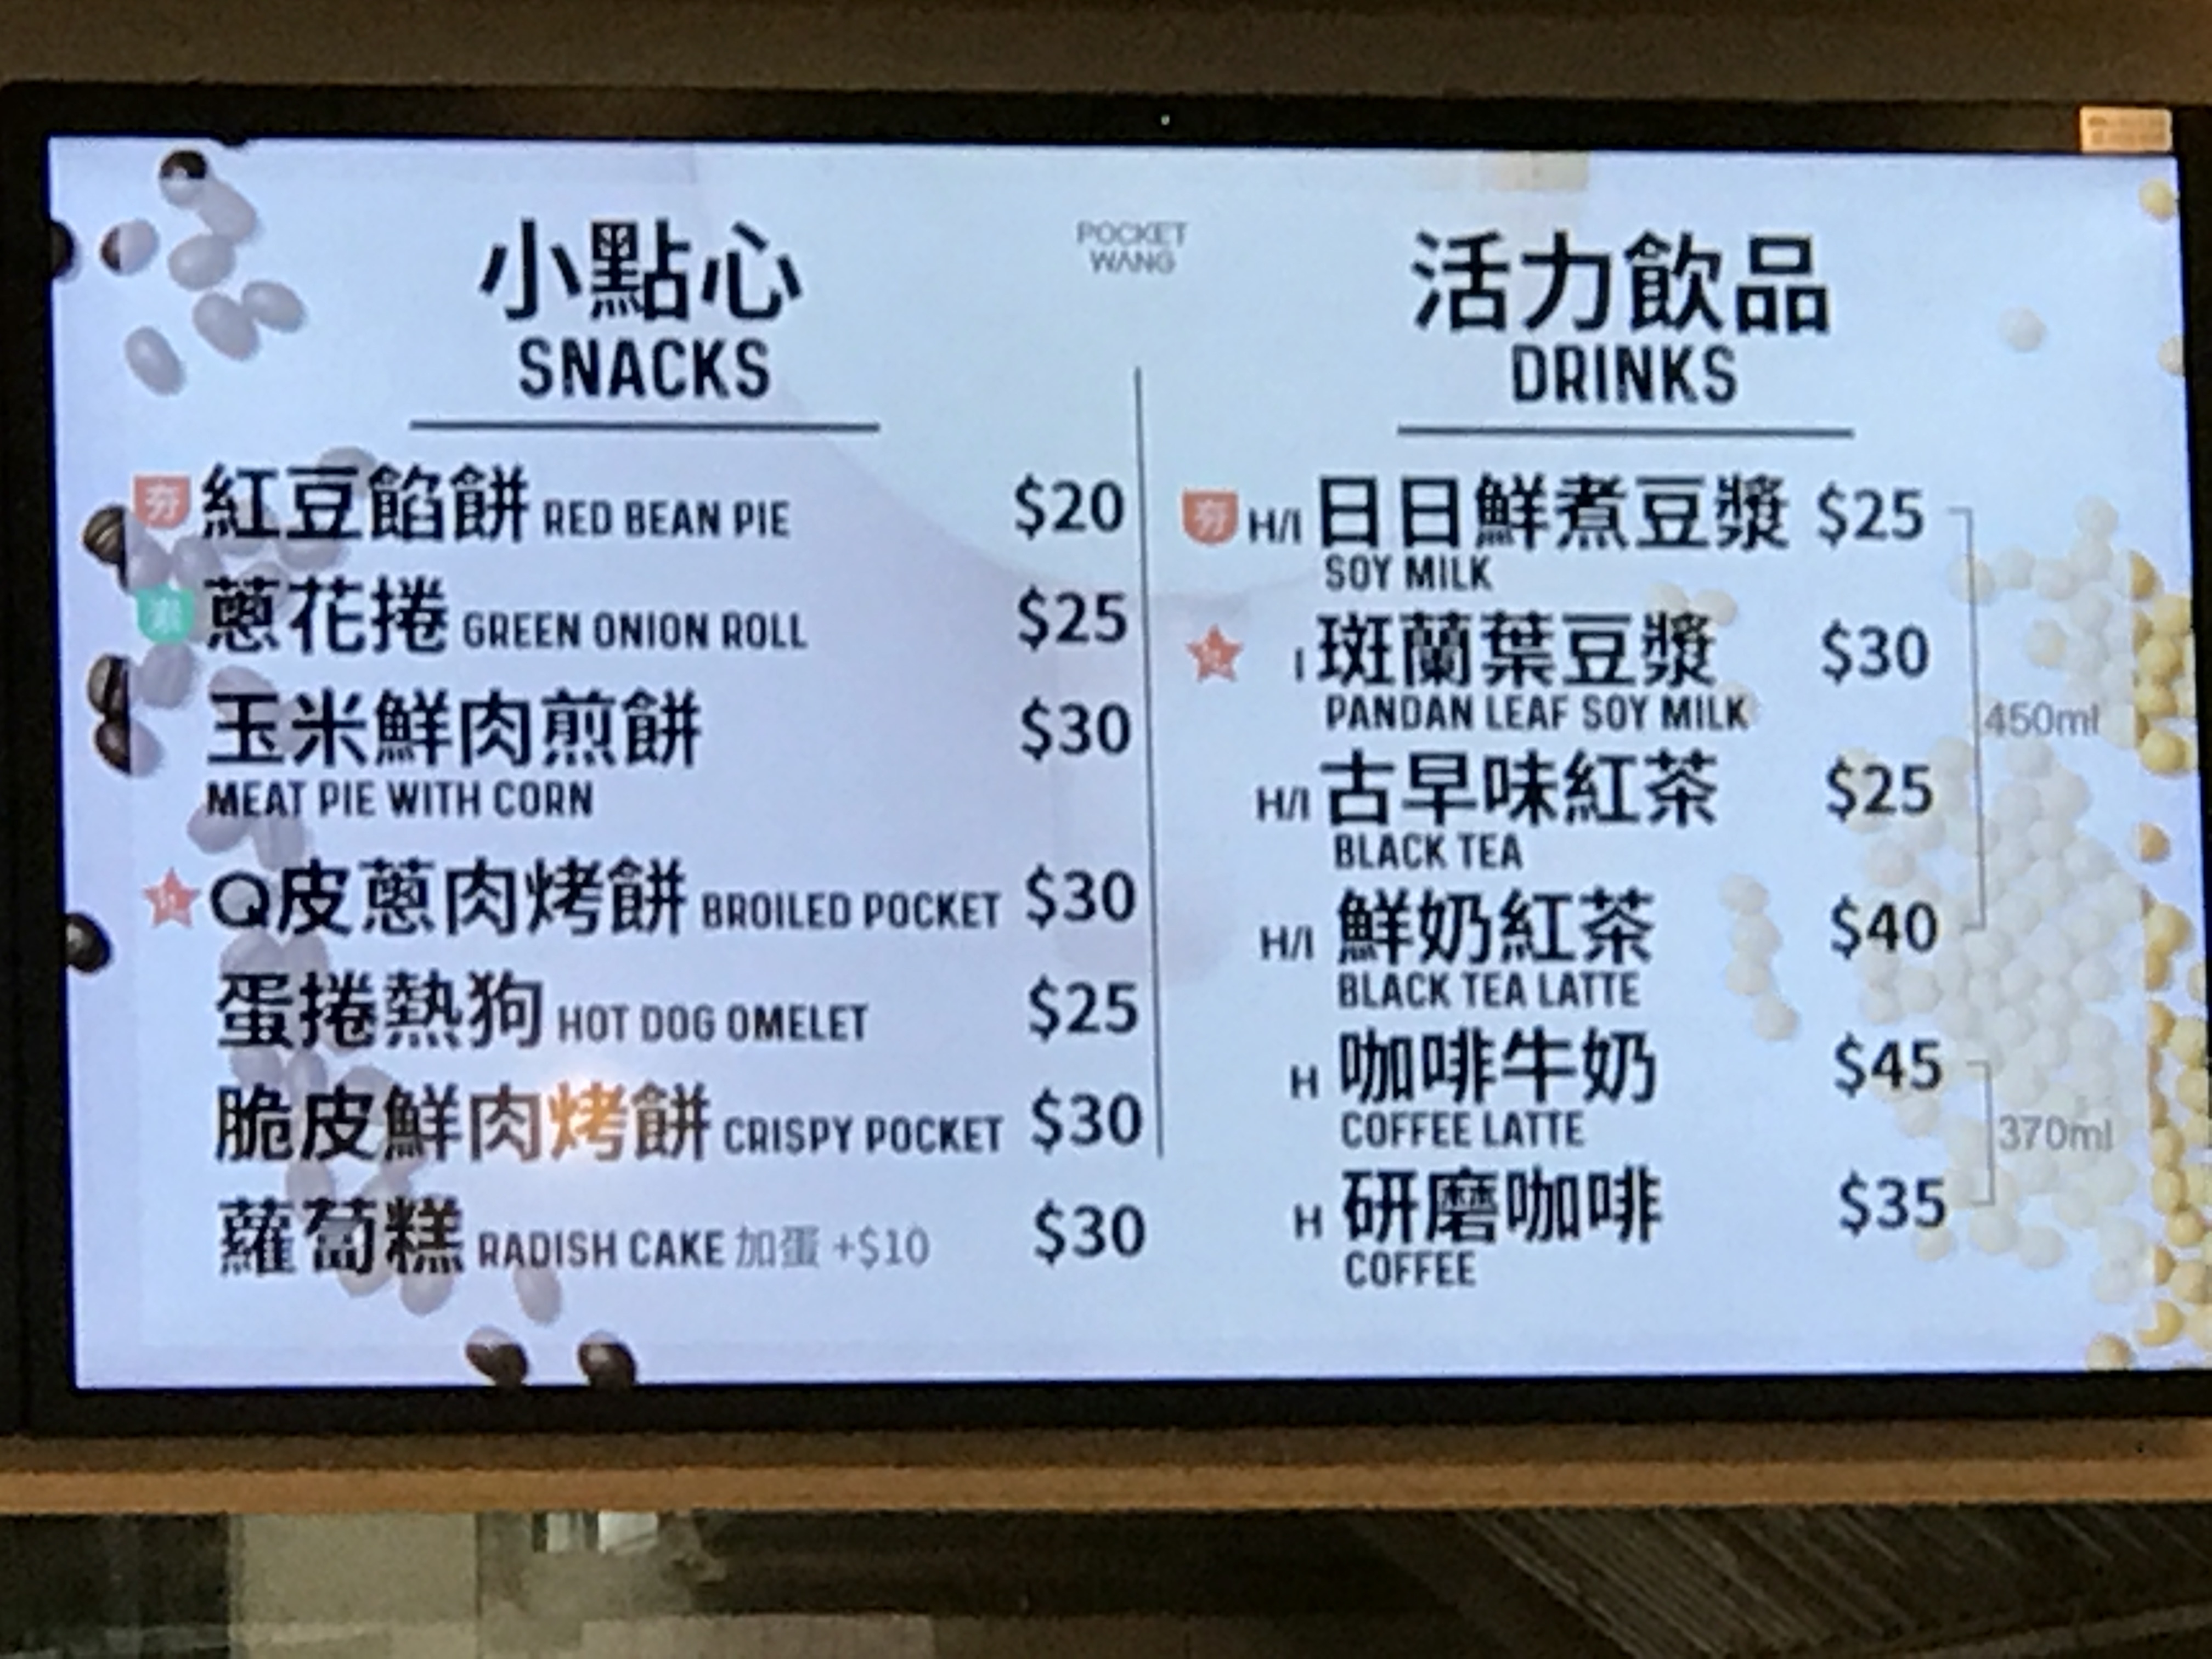 POCKET
WANG
小點心
SNACKS
夯 紅豆餡餅 RED BEAN PIE $20
素 蔥花捲 GREEN ONION ROLL $25
玉米鮮肉煎餅 $30
MEAT PIE WITH CORN
Q皮蔥肉烤餅 BROILED POCKET $30
蛋捲熱狗 HOT DOG OMELET $25
脆皮鮮肉烤餅 CRISPY POCKET $30
蘿蔔糕 RADISH CAKE 加蛋 +$10 $30
活力飲品
DRINKS
夯 H/I 日日鮮煮豆漿 $25
SOY MILK
I 斑蘭葉豆漿 $30
PANDAN LEAF SOY MILK
450ml
H/I 古早味紅茶 $25
BLACK TEA
H/I 鮮奶紅茶 $40
BLACK TEA LATTE
H 咖啡牛奶 $45
COFFEE LATTE
370ml
H 研磨咖啡 $35
COFFEE